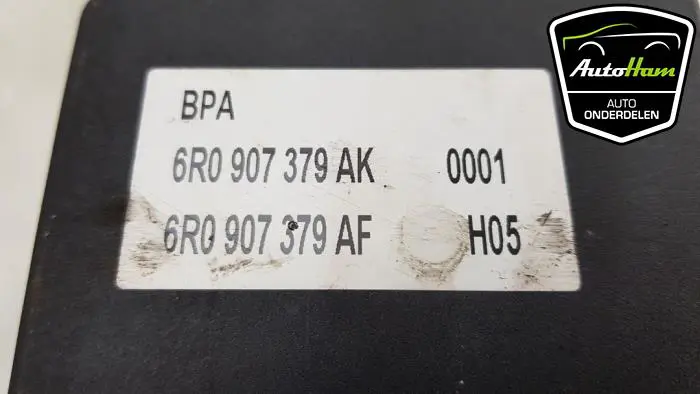 BPA
6R0 907 379 AK 0001
6R0 907 379 AF H05
AutoHam
AUTO
ONDERDELEN